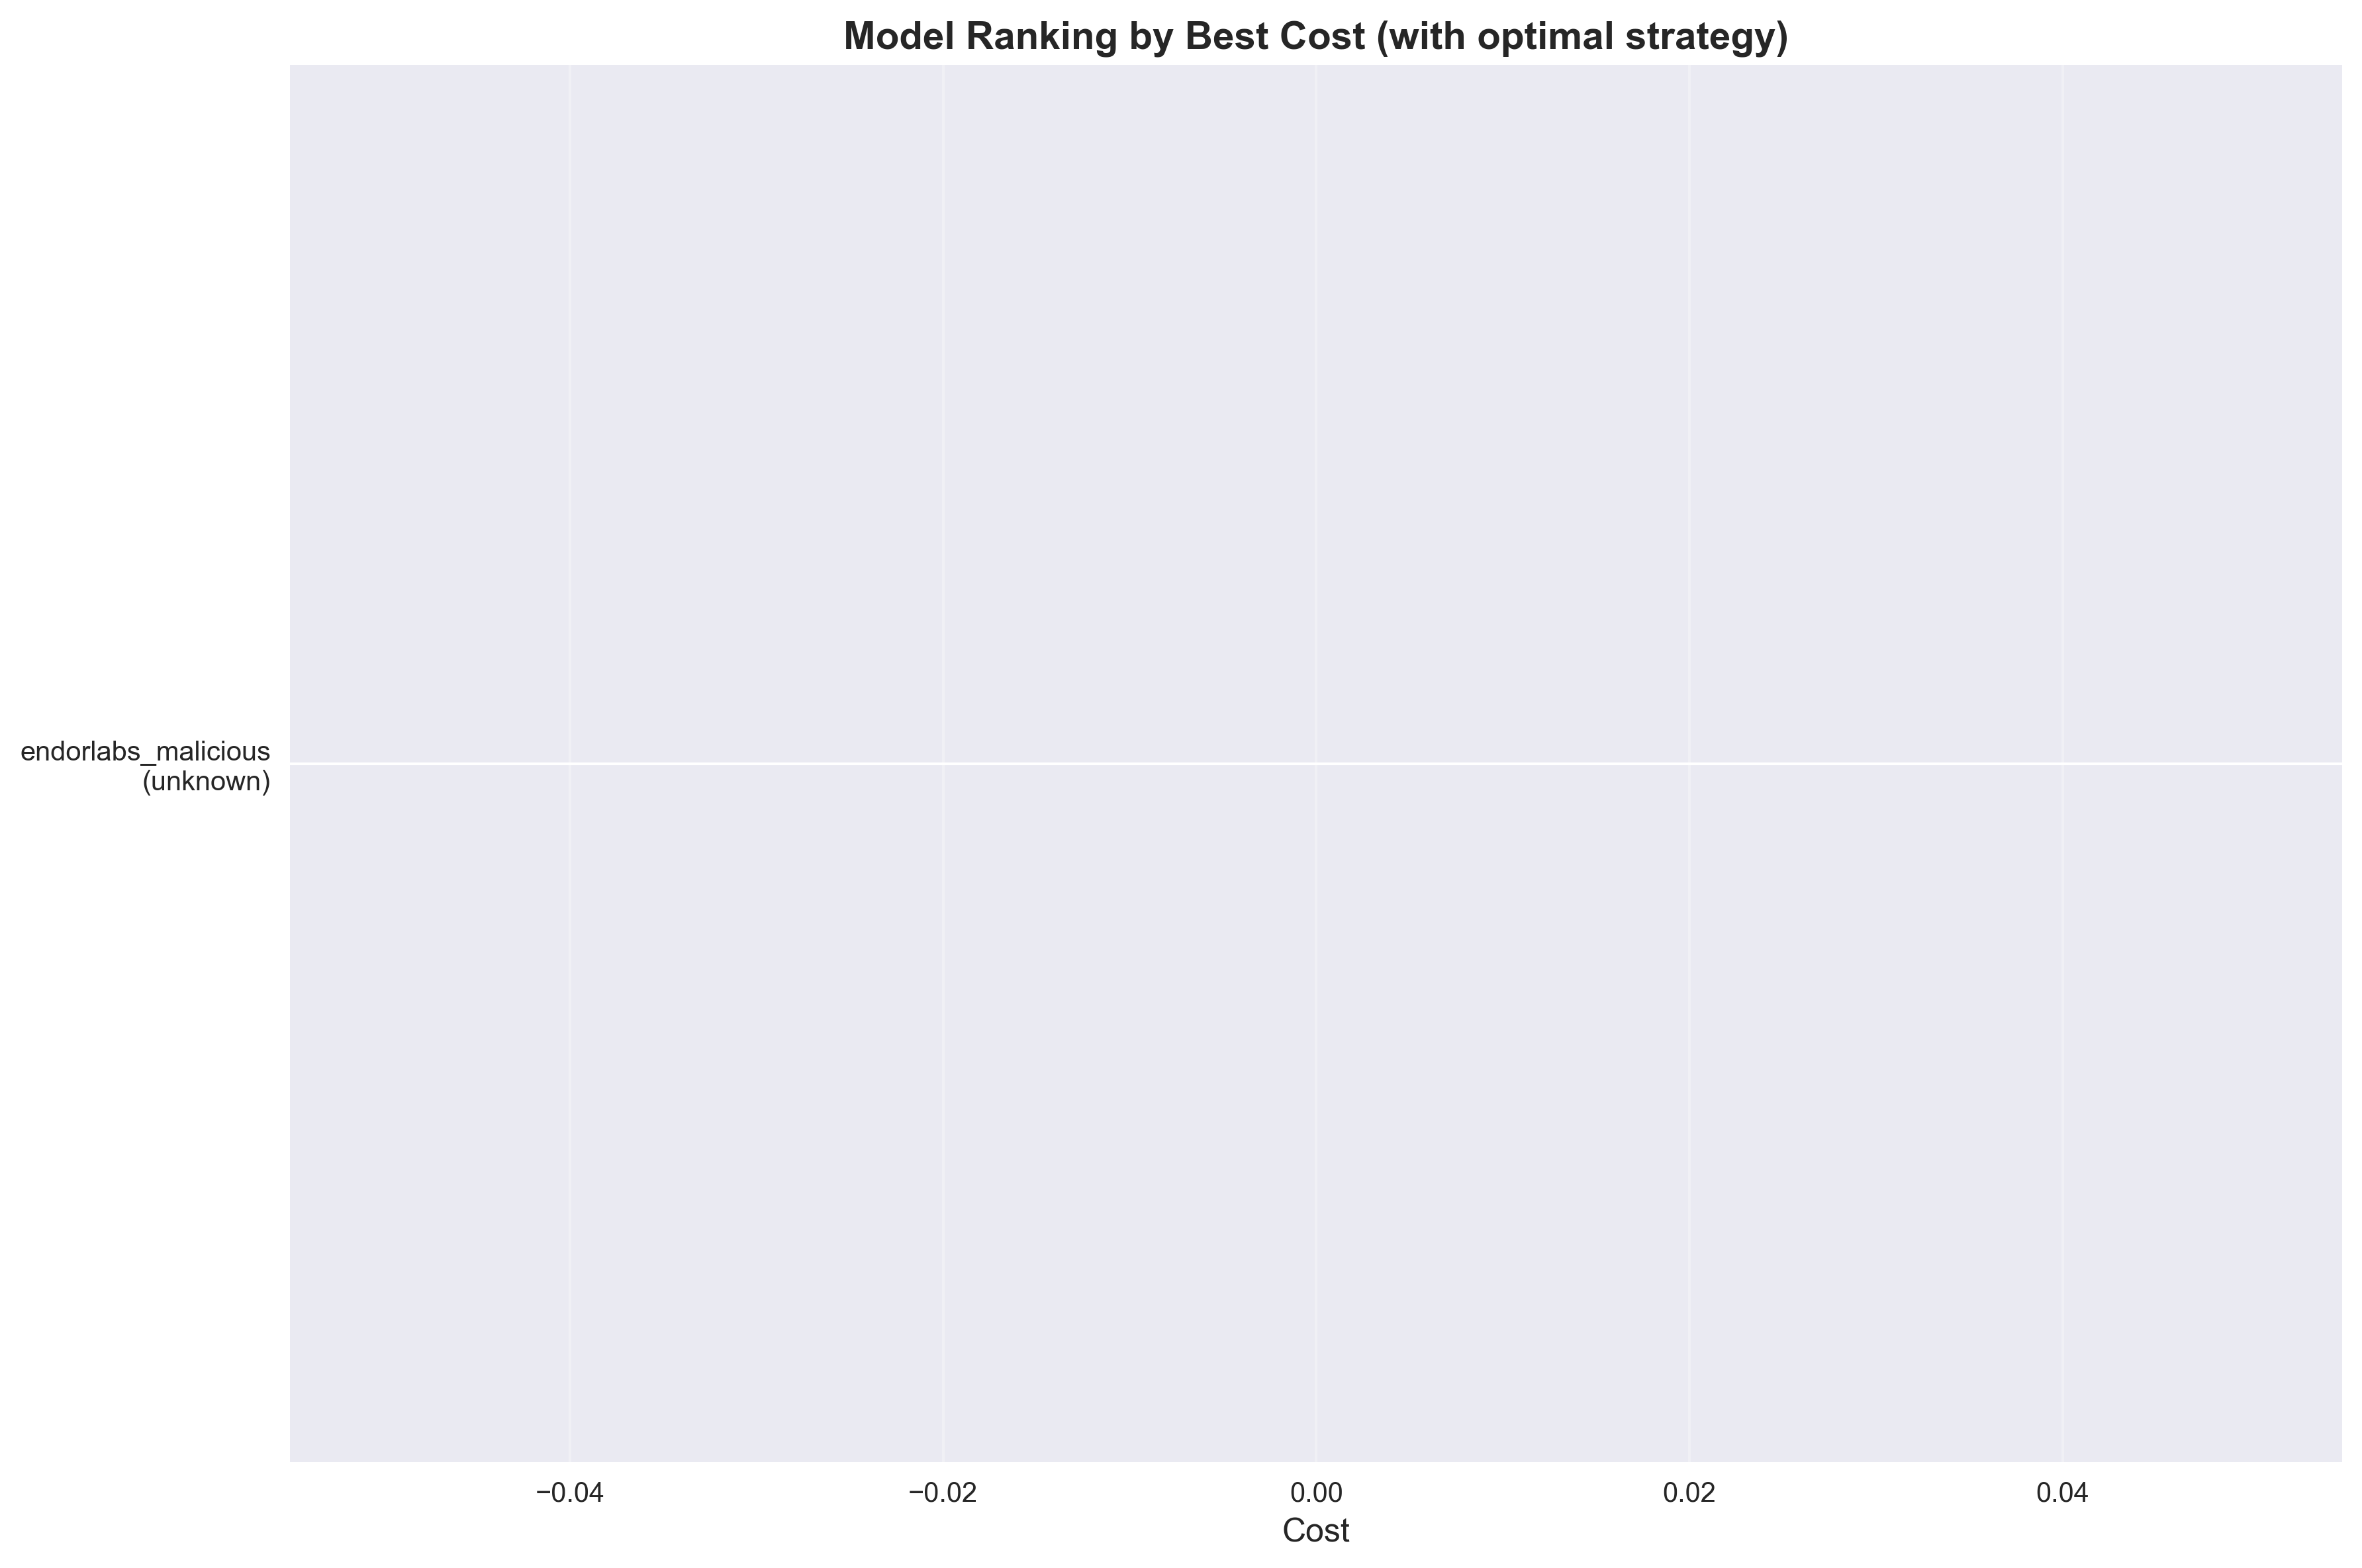 Model Ranking by Best Cost (with optimal strategy)
endorlabs_malicious
(unknown)
−0.04
−0.02
0.00
0.02
0.04
Cost